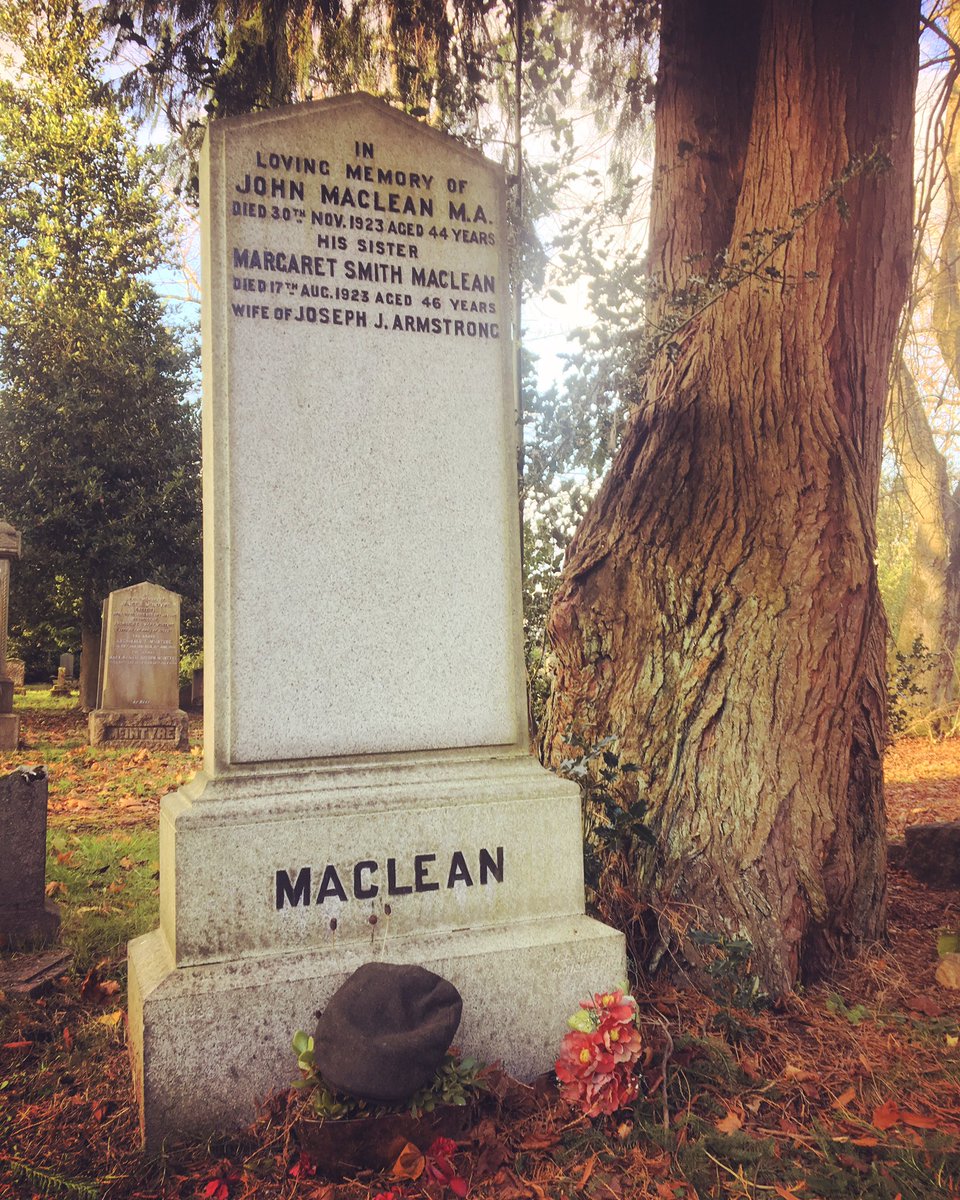 IN
LOVING MEMORY OF
JOHN MACLEAN M.A.
DIED 30TH NOV. 1923 AGED 44 YEARS
HIS SISTER
MARGARET SMITH MACLEAN
DIED 17TH AUG. 1923 AGED 46 YEARS
WIFE OF JOSEPH J. ARMSTRONG
MACLEAN
MCINTYRE